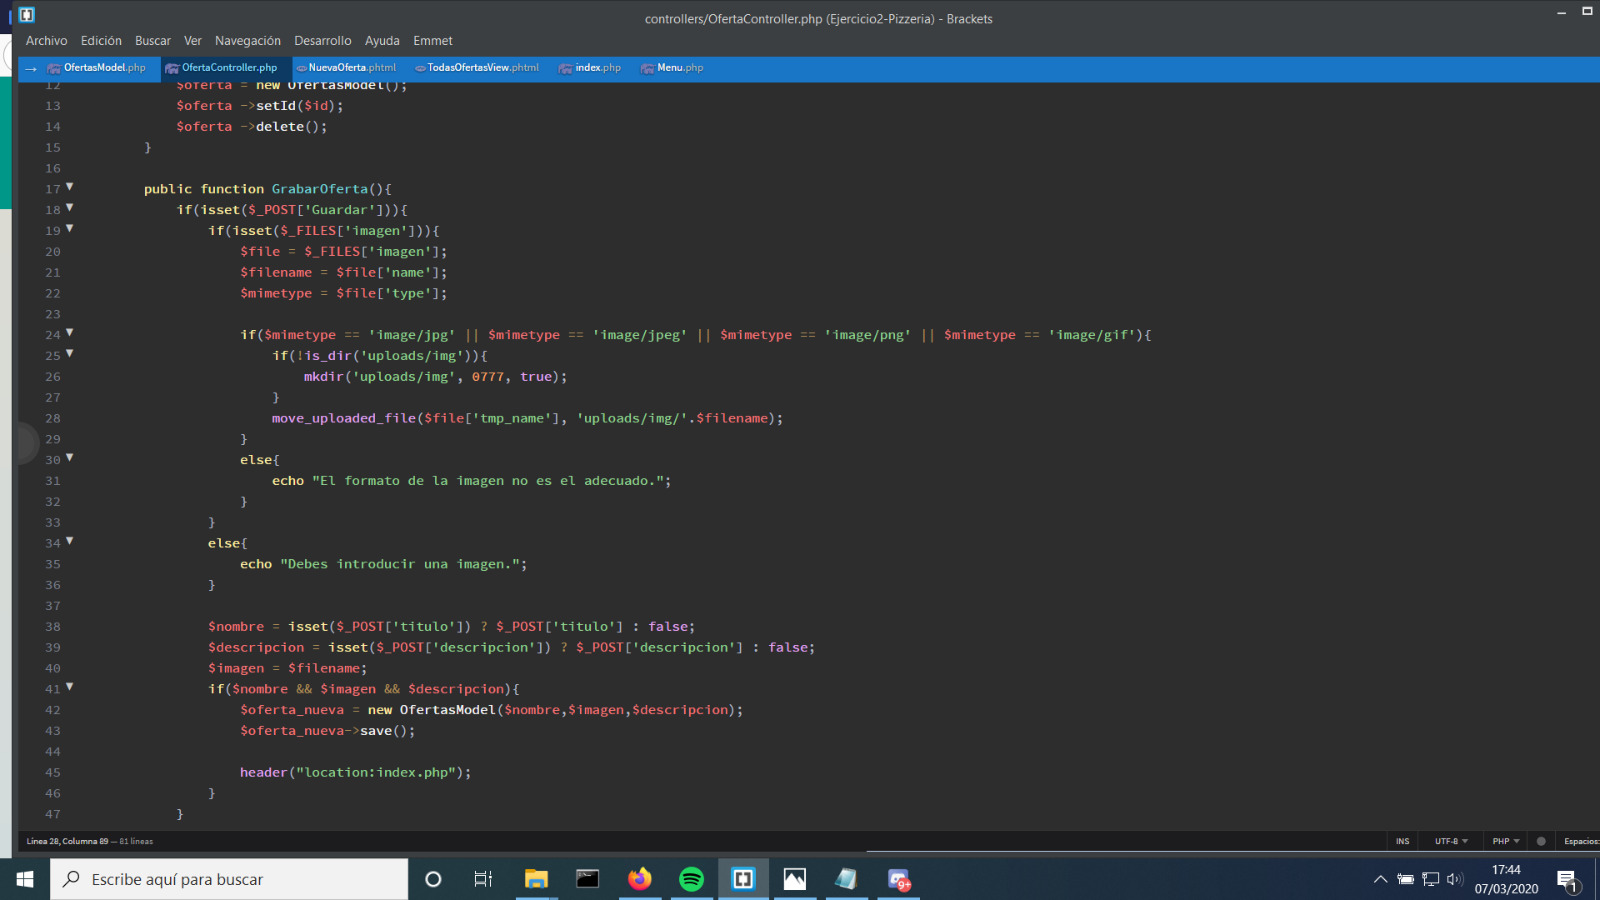 controllers/OfertaController.php (Ejercicio2-Pizzeria) - Brackets
Archivo Edición Buscar Ver Navegación Desarrollo Ayuda Emmet
→ OfertasModel.php OfertaController.php NuevaOferta.phtml TodasOfertasView.phtml index.php Menu.php
12 $oferta = new OfertasModel();
13 $oferta ->setId($id);
14 $oferta ->delete();
15 }
16
17 public function GrabarOferta(){
18 if(isset($_POST['Guardar'])){
19 if(isset($_FILES['imagen'])){
20 $file = $_FILES['imagen'];
21 $filename = $file['name'];
22 $mimetype = $file['type'];
23
24 if($mimetype == 'image/jpg' || $mimetype == 'image/jpeg' || $mimetype == 'image/png' || $mimetype == 'image/gif'){
25 if(!is_dir('uploads/img')){
26 mkdir('uploads/img', 0777, true);
27 }
28 move_uploaded_file($file['tmp_name'], 'uploads/img/'.$filename);
29 }
30 else{
31 echo "El formato de la imagen no es el adecuado.";
32 }
33 }
34 else{
35 echo "Debes introducir una imagen.";
36 }
37
38 $nombre = isset($_POST['titulo']) ? $_POST['titulo'] : false;
39 $descripcion = isset($_POST['descripcion']) ? $_POST['descripcion'] : false;
40 $imagen = $filename;
41 if($nombre && $imagen && $descripcion){
42 $oferta_nueva = new OfertasModel($nombre,$imagen,$descripcion);
43 $oferta_nueva->save();
44
45 header("location:index.php");
46 }
47 }
Línea 28, Columna 89 — 81 líneas INS UTF-8 PHP Espacios:
Escribe aquí para buscar
9+
17:44
07/03/2020
1